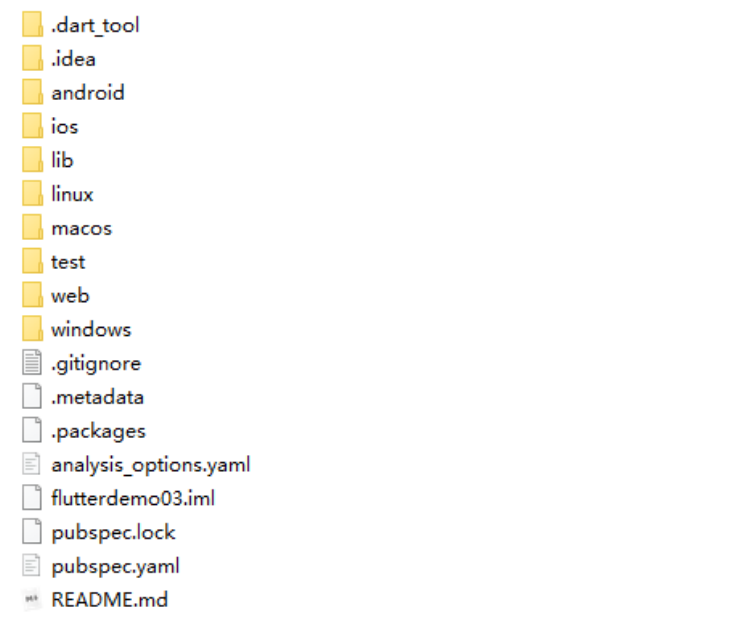 .dart_tool
.idea
android
ios
lib
linux
macos
test
web
windows
.gitignore
.metadata
.packages
analysis_options.yaml
flutterdemo03.iml
pubspec.lock
pubspec.yaml
README.md